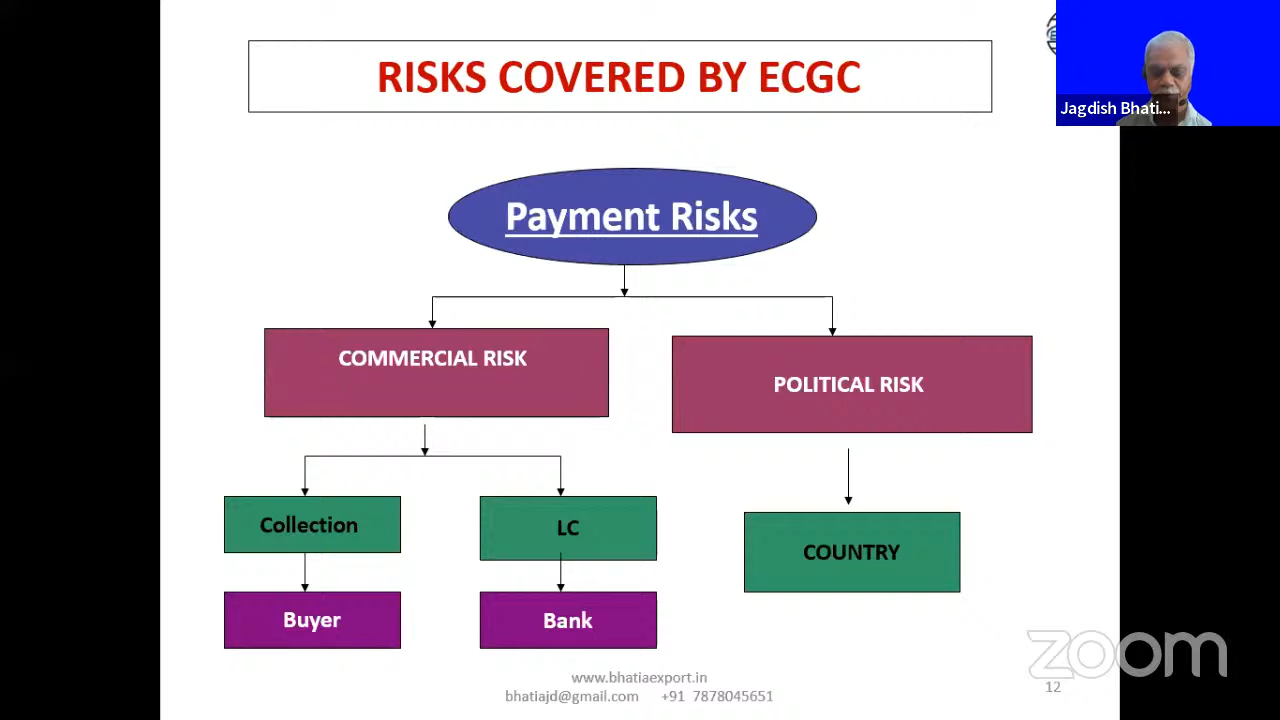 RISKS COVERED BY ECGC
Jagdish Bhati...
Payment Risks
COMMERCIAL RISK
POLITICAL RISK
Collection
LC
COUNTRY
Buyer
Bank
zoom
www.bhatiaexport.in
bhatiajd@gmail.com +91 7878045651
12